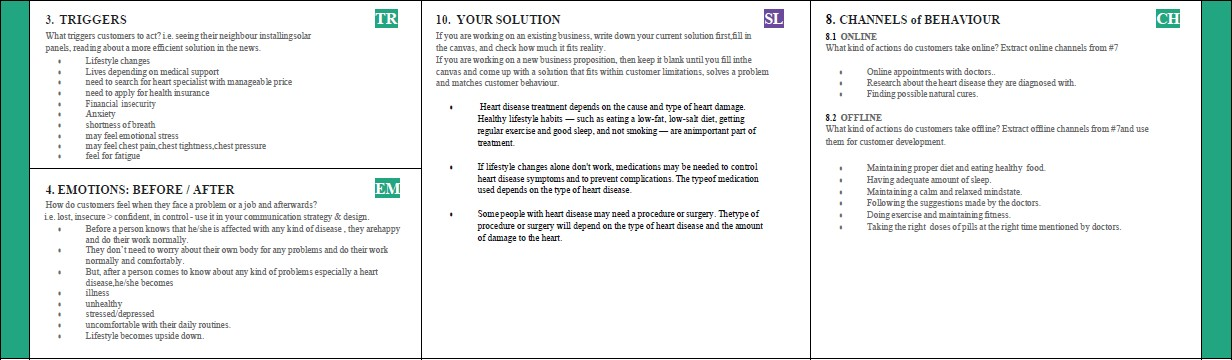 3. TRIGGERS
TR
What triggers customers to act? i.e. seeing their neighbour installingsolar
panels, reading about a more efficient solution in the news.
• Lifestyle changes
• Lives depending on medical support
• need to search for heart specialist with manageable price
• need to apply for health insurance
• Financial insecurity
• Anxiety
• shortness of breath
• may feel emotional stress
• may feel chest pain,chest tightness,chest pressure
• feel for fatigue
4. EMOTIONS: BEFORE / AFTER
EM
How do customers feel when they face a problem or a job and afterwards?
i.e. lost, insecure > confident, in control - use it in your communication strategy & design.
• Before a person knows that he/she is affected with any kind of disease , they arehappy
and do their work normally.
• They don't need to worry about their own body for any problems and do their work
normally and comfortably.
• But, after a person comes to know about any kind of problems especially a heart
disease,he/she becomes
• illness
• unhealthy
• stressed/depressed
• uncomfortable with their daily routines.
• Lifestyle becomes upside down.
10. YOUR SOLUTION
SL
If you are working on an existing business, write down your current solution first,fill in
the canvas, and check how much it fits reality.
If you are working on a new business proposition, then keep it blank until you fill inthe
canvas and come up with a solution that fits within customer limitations, solves a problem
and matches customer behaviour.
• Heart disease treatment depends on the cause and type of heart damage.
Healthy lifestyle habits — such as eating a low-fat, low-salt diet, getting
regular exercise and good sleep, and not smoking — are animportant part of
treatment.
• If lifestyle changes alone don't work, medications may be needed to control
heart disease symptoms and to prevent complications. The typeof medication
used depends on the type of heart disease.
• Some people with heart disease may need a procedure or surgery. Thetype of
procedure or surgery will depend on the type of heart disease and the amount
of damage to the heart.
8. CHANNELS of BEHAVIOUR
CH
8.1 ONLINE
What kind of actions do customers take online? Extract online channels from #7
• Online appointments with doctors..
• Research about the heart disease they are diagnosed with.
• Finding possible natural cures.
8.2 OFFLINE
What kind of actions do customers take offline? Extract offline channels from #7and use
them for customer development.
• Maintaining proper diet and eating healthy food.
• Having adequate amount of sleep.
• Maintaining a calm and relaxed mindstate.
• Following the suggestions made by the doctors.
• Doing exercise and maintaining fitness.
• Taking the right doses of pills at the right time mentioned by doctors.